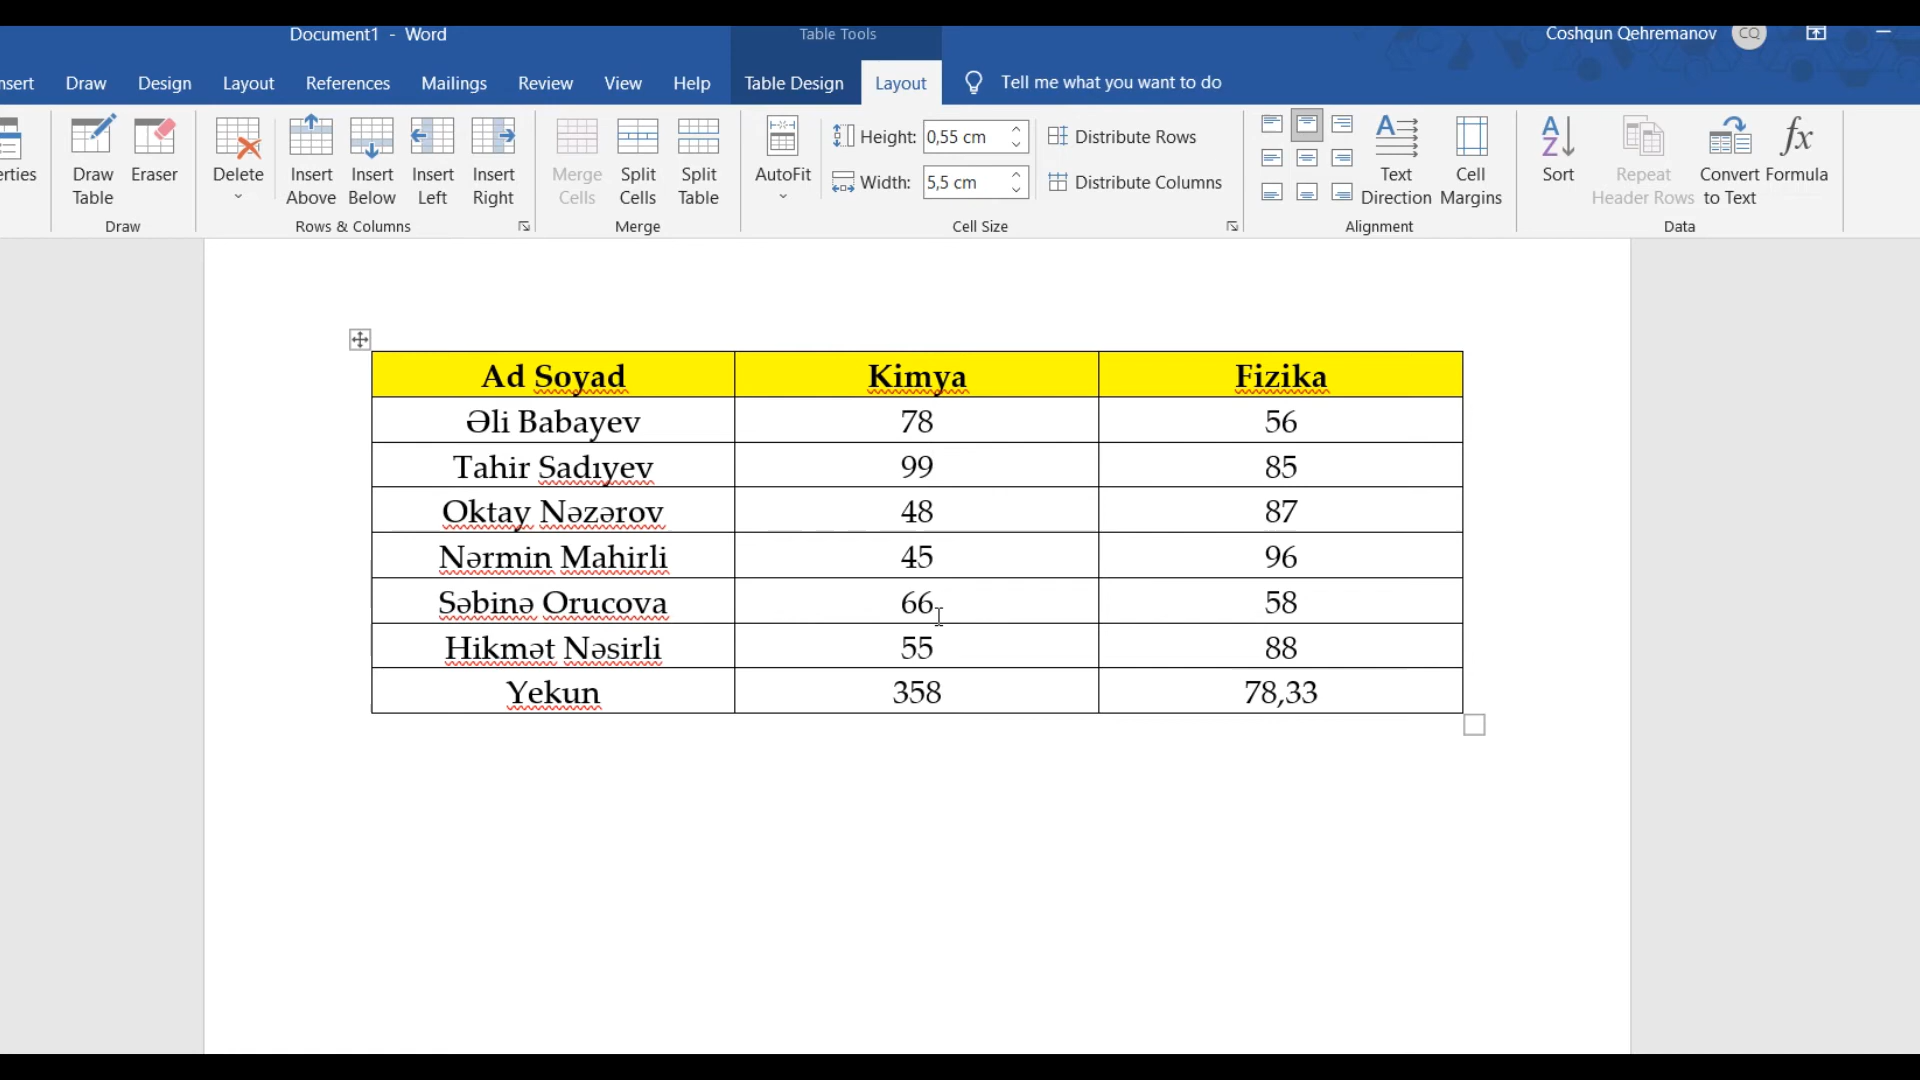 Document1 - Word
Table Tools
Coshqun Qehremanov CQ
nsert Draw Design Layout References Mailings Review View Help Table Design Layout Tell me what you want to do
erties
Draw Table
Eraser
Draw
Delete
Insert Above
Insert Below
Insert Left
Insert Right
Rows & Columns
Merge Cells
Split Cells
Split Table
Merge
AutoFit
Height: 0,55 cm
Width: 5,5 cm
Distribute Rows
Distribute Columns
Cell Size
Text Direction
Cell Margins
Alignment
A Z Sort
Repeat Header Rows
Convert to Text
fx Formula
Data
Ad Soyad Kimya Fizika
Əli Babayev 78 56
Tahir Sadıyev 99 85
Oktay Nəzərov 48 87
Nərmin Mahirli 45 96
Səbinə Orucova 66 58
Hikmət Nəsirli 55 88
Yekun 358 78,33